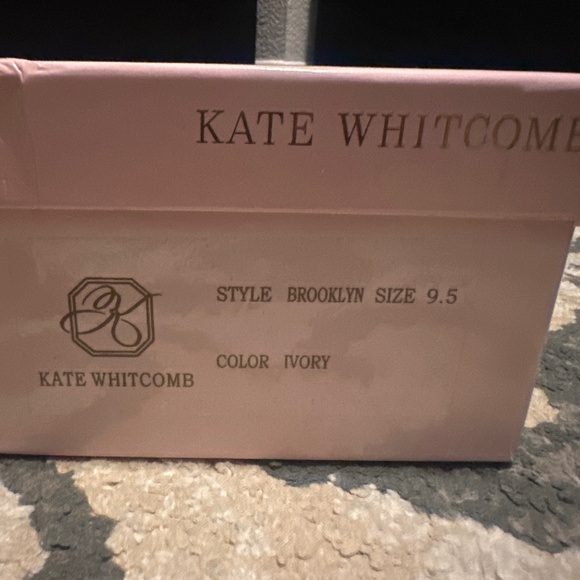 KATE WHITCOMB
STYLE BROOKLYN SIZE 9.5
COLOR IVORY
KATE WHITCOMB